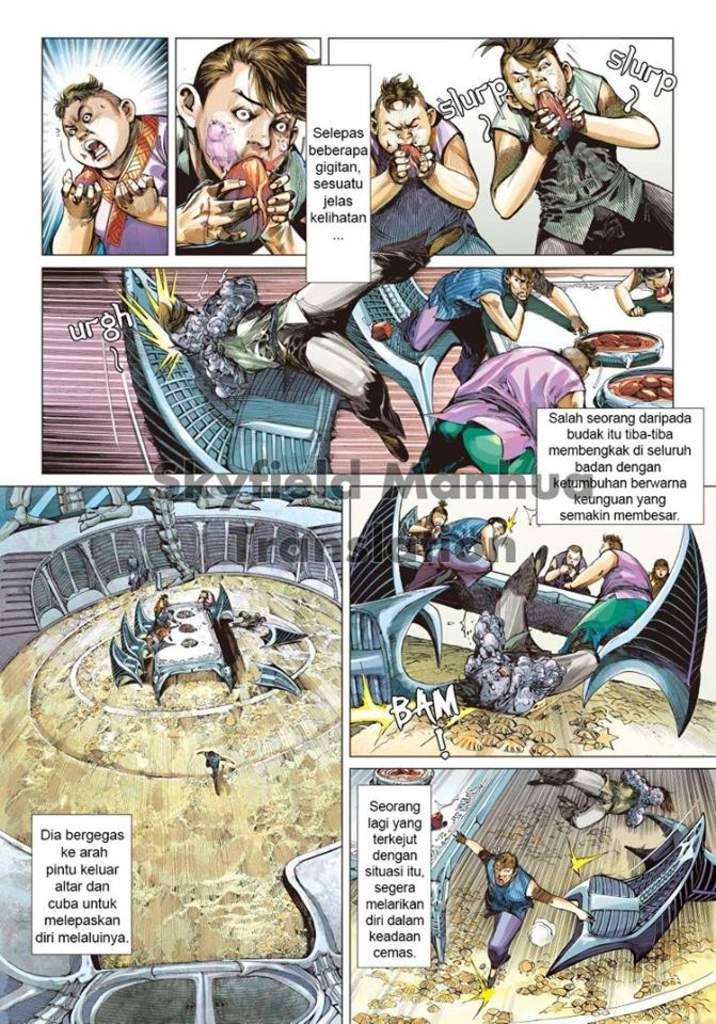 Selepas
beberapa
gigitan,
sesuatu
jelas
kelihatan
...
slurp
slurp
urgh
Salah seorang daripada
budak itu tiba-tiba
membengkak di seluruh
badan dengan
ketumbuhan berwarna
keunguan yang
semakin membesar.
Skyfield Manhua
Translation
BAM
!
Dia bergegas
ke arah
pintu keluar
altar dan
cuba untuk
melepaskan
diri melaluinya.
Seorang
lagi yang
terkejut
dengan
situasi itu,
segera
melarikan
diri dalam
keadaan
cemas.